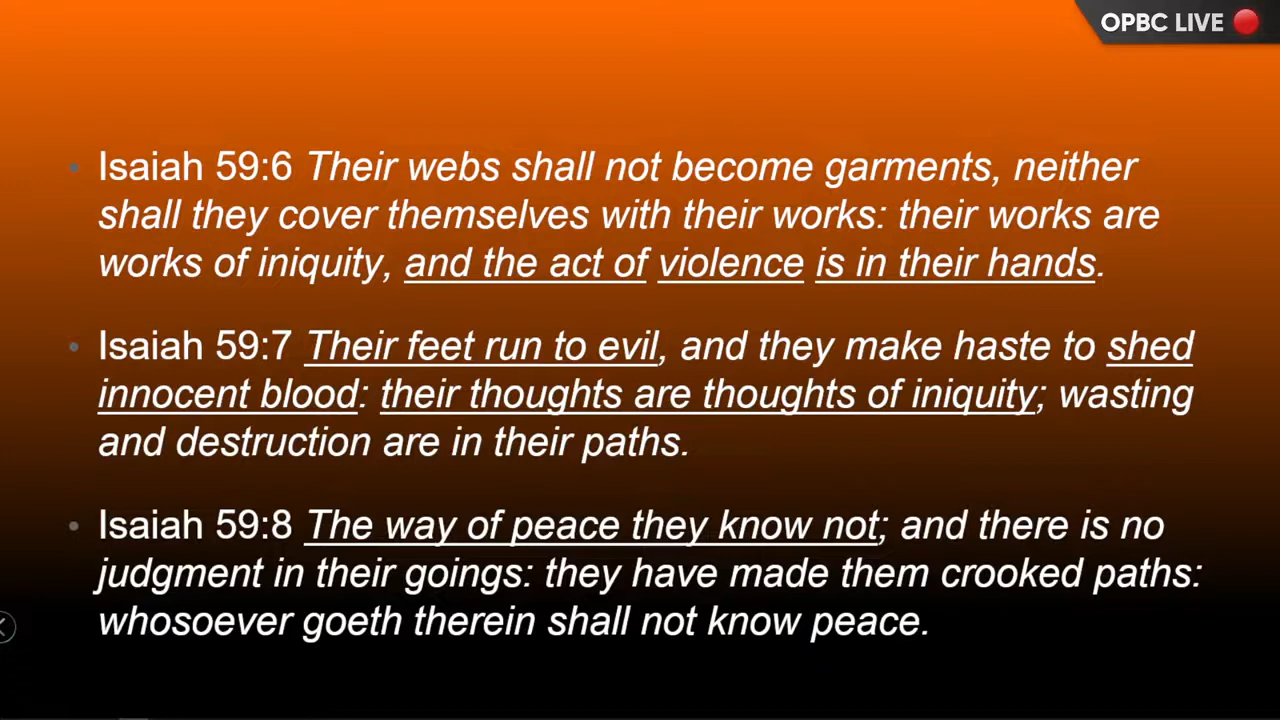 OPBC LIVE
• Isaiah 59:6 Their webs shall not become garments, neither
shall they cover themselves with their works: their works are
works of iniquity, and the act of violence is in their hands.
• Isaiah 59:7 Their feet run to evil, and they make haste to shed
innocent blood: their thoughts are thoughts of iniquity; wasting
and destruction are in their paths.
• Isaiah 59:8 The way of peace they know not; and there is no
judgment in their goings: they have made them crooked paths:
whosoever goeth therein shall not know peace.